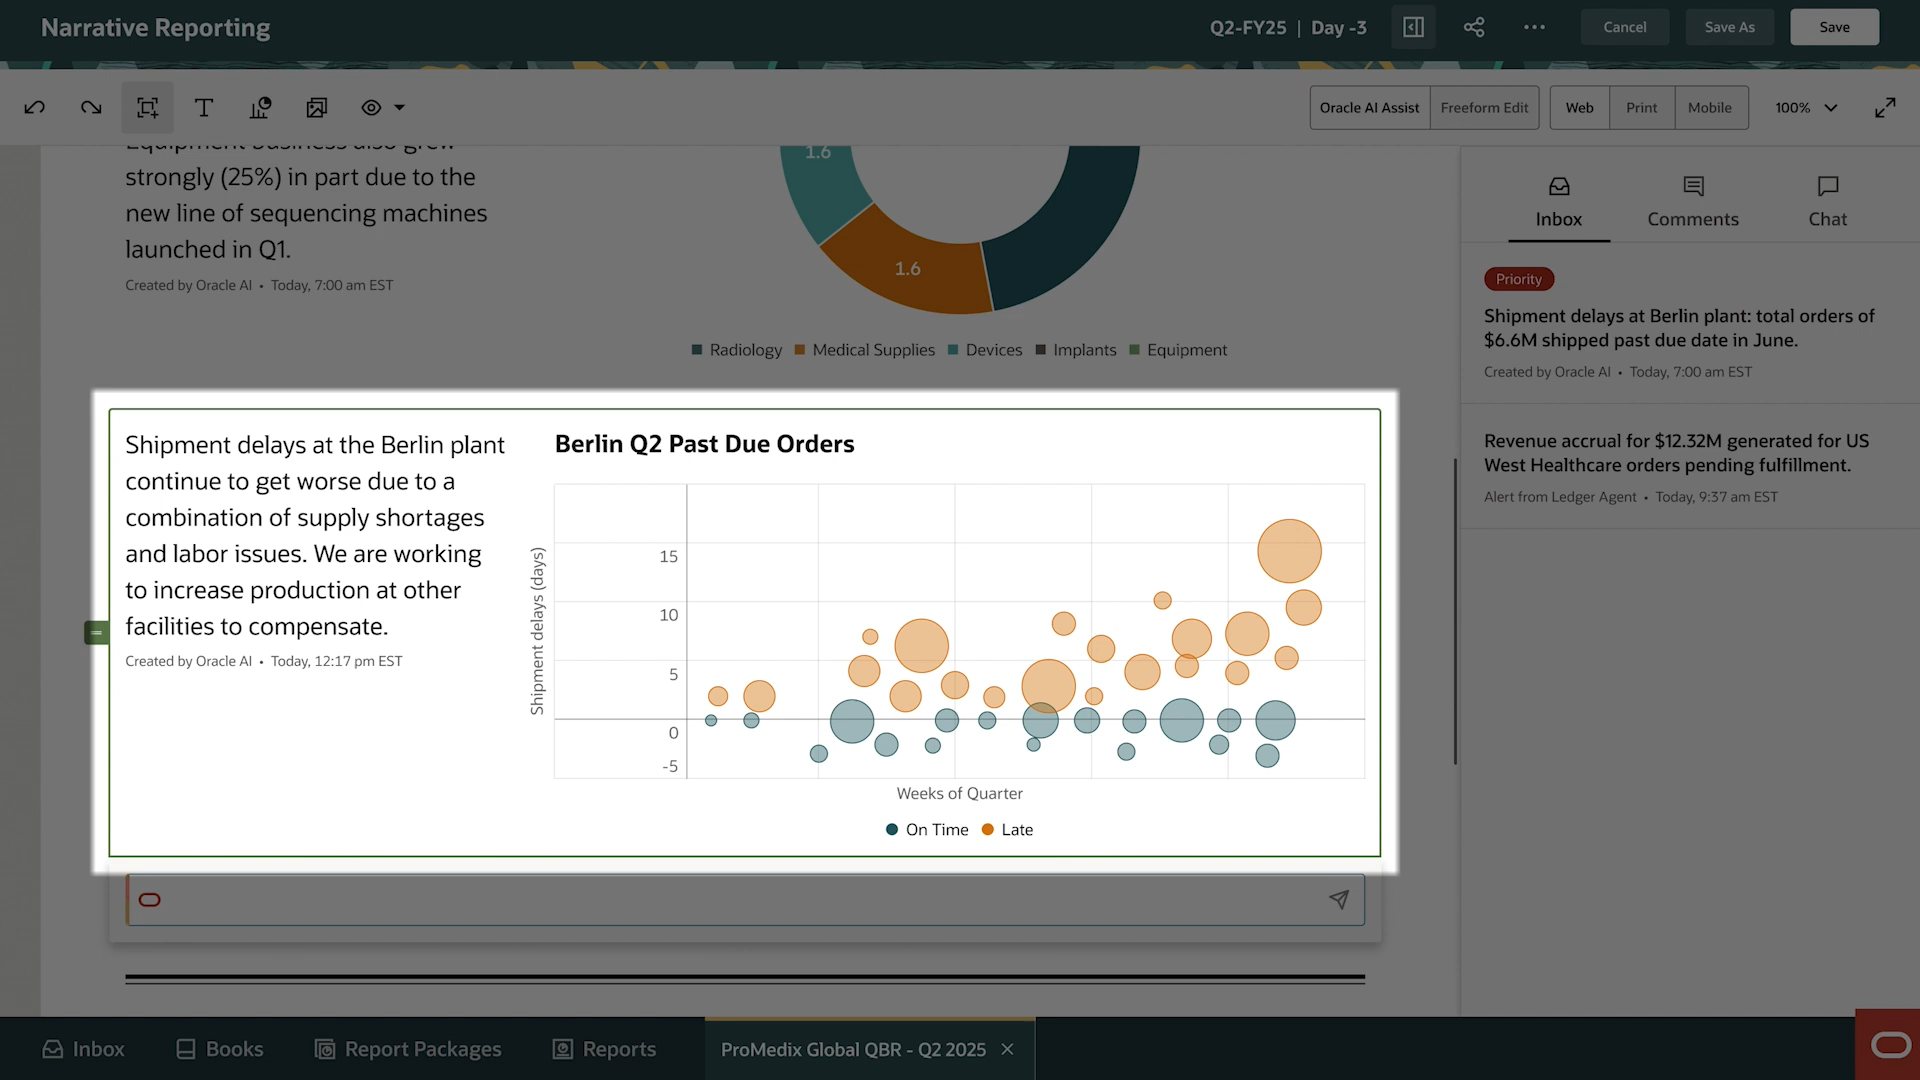 Narrative Reporting
Q2-FY25 | Day -3
Cancel
Save As
Save
Oracle AI Assist
Freeform Edit
Web
Print
Mobile
100%
Equipment business also grew
strongly (25%) in part due to the
new line of sequencing machines
launched in Q1.
Created by Oracle AI • Today, 7:00 am EST
1.6
1.6
Radiology
Medical Supplies
Devices
Implants
Equipment
Shipment delays at the Berlin plant
continue to get worse due to a
combination of supply shortages
and labor issues. We are working
to increase production at other
facilities to compensate.
Created by Oracle AI • Today, 12:17 pm EST
Berlin Q2 Past Due Orders
Shipment delays (days)
15
10
5
0
-5
Weeks of Quarter
On Time
Late
Inbox
Comments
Chat
Priority
Shipment delays at Berlin plant: total orders of
$6.6M shipped past due date in June.
Created by Oracle AI • Today, 7:00 am EST
Revenue accrual for $12.32M generated for US
West Healthcare orders pending fulfillment.
Alert from Ledger Agent • Today, 9:37 am EST
Inbox
Books
Report Packages
Reports
ProMedix Global QBR - Q2 2025